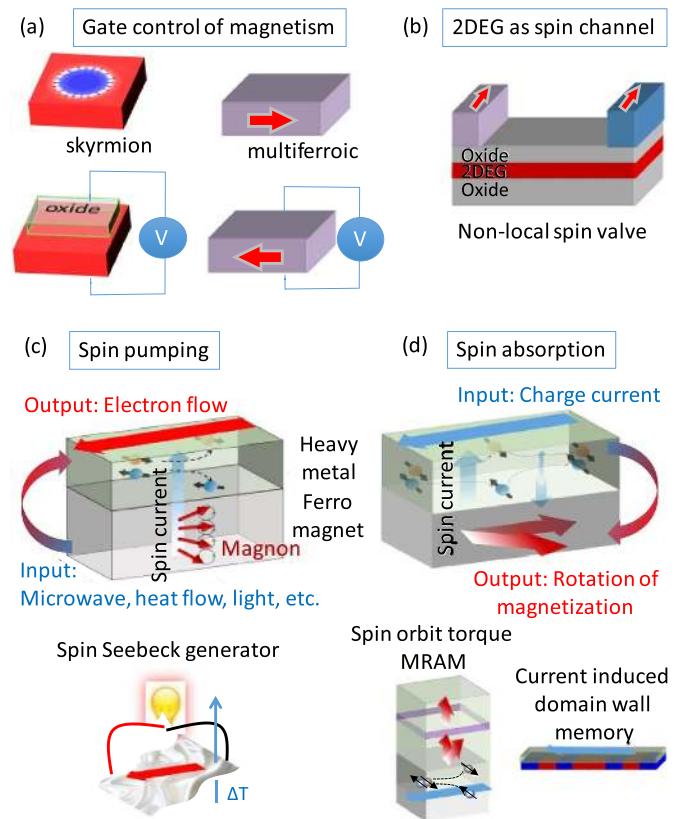 (a)
Gate control of magnetism
skyrmion
multiferroic
oxide
V
V
(b)
2DEG as spin channel
Oxide
2DEG
Oxide
Non-local spin valve
(c)
Spin pumping
Output: Electron flow
Heavy
metal
Ferro
magnet
Spin current
Magnon
Input:
Microwave, heat flow, light, etc.
Spin Seebeck generator
ΔT
(d)
Spin absorption
Input: Charge current
Spin current
Output: Rotation of
magnetization
Spin orbit torque
MRAM
Current induced
domain wall
memory